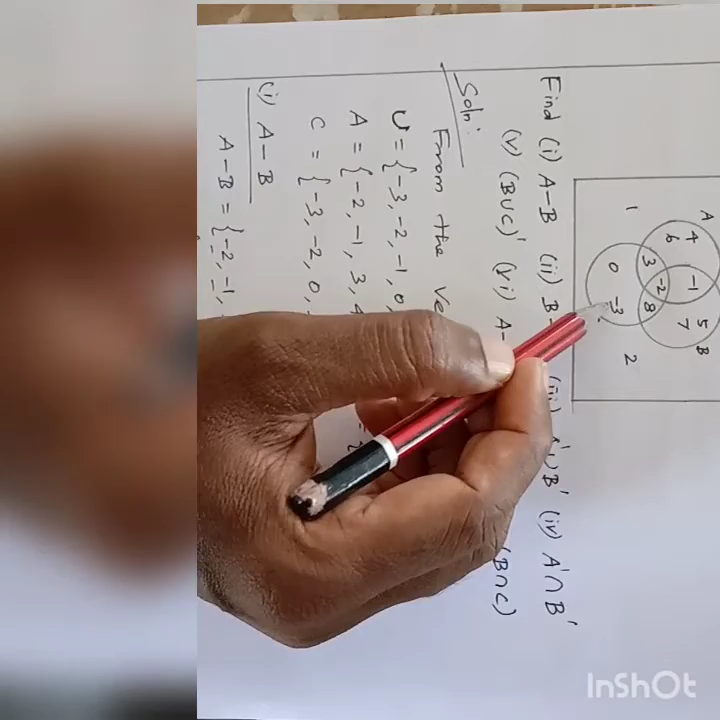 A
B
4
6
-1
5
7
3
-2
8
1
0
-3
2
Find (i) A-B (ii) B- (iii) A'∪B' (iv) A'∩B'
(v) (B∪C)' (vi) A- (B∩C)
Soln:
From the Ve
U = {-3, -2, -1, 0,
A = {-2, -1, 3, 4
C = {-3, -2, 0,
(i) A-B
A-B = {-2, -1,
InShOt